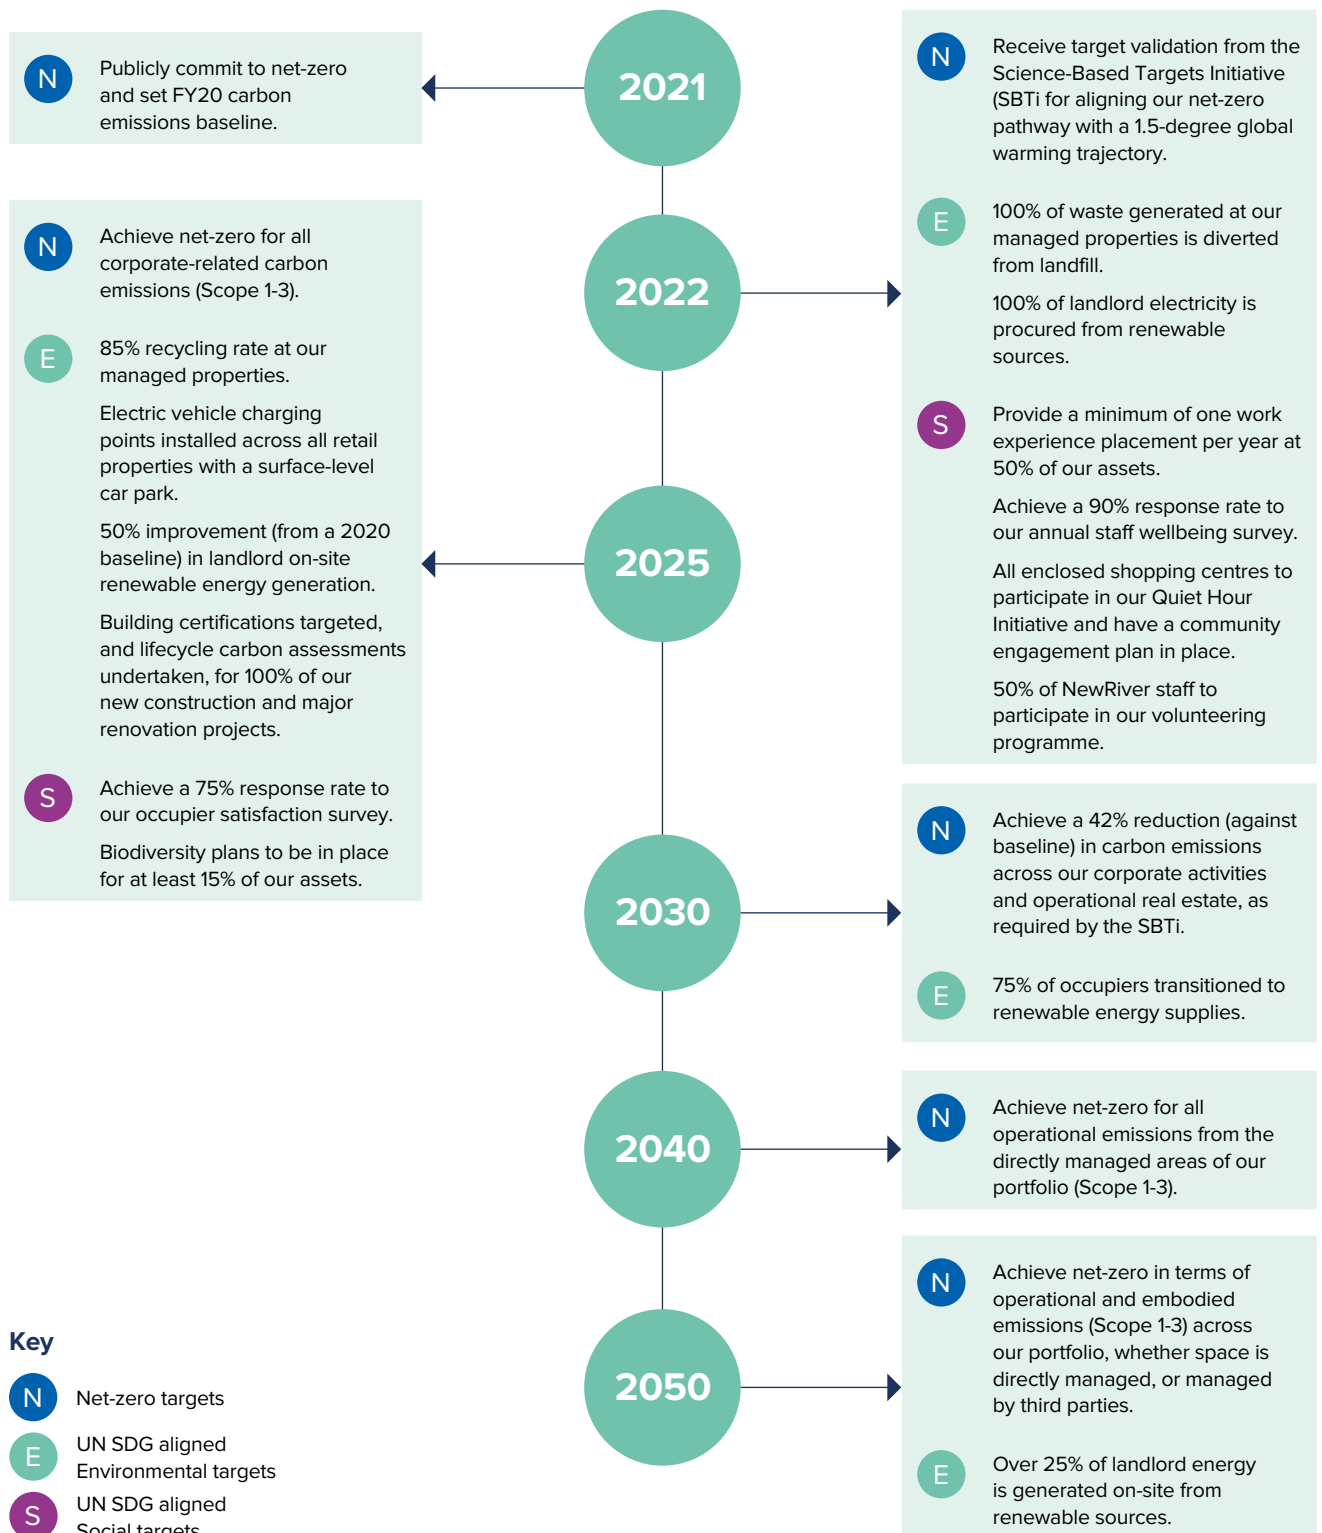 2021
N
Publicly commit to net-zero
and set FY20 carbon
emissions baseline.
2022
N
Receive target validation from the
Science-Based Targets Initiative
(SBTi for aligning our net-zero
pathway with a 1.5-degree global
warming trajectory.
E
100% of waste generated at our
managed properties is diverted
from landfill.
100% of landlord electricity is
procured from renewable
sources.
S
Provide a minimum of one work
experience placement per year at
50% of our assets.
Achieve a 90% response rate to
our annual staff wellbeing survey.
All enclosed shopping centres to
participate in our Quiet Hour
Initiative and have a community
engagement plan in place.
50% of NewRiver staff to
participate in our volunteering
programme.
2025
N
Achieve net-zero for all
corporate-related carbon
emissions (Scope 1-3).
E
85% recycling rate at our
managed properties.
Electric vehicle charging
points installed across all retail
properties with a surface-level
car park.
50% improvement (from a 2020
baseline) in landlord on-site
renewable energy generation.
Building certifications targeted,
and lifecycle carbon assessments
undertaken, for 100% of our
new construction and major
renovation projects.
S
Achieve a 75% response rate to
our occupier satisfaction survey.
Biodiversity plans to be in place
for at least 15% of our assets.
2030
N
Achieve a 42% reduction (against
baseline) in carbon emissions
across our corporate activities
and operational real estate, as
required by the SBTi.
E
75% of occupiers transitioned to
renewable energy supplies.
2040
N
Achieve net-zero for all
operational emissions from the
directly managed areas of our
portfolio (Scope 1-3).
2050
N
Achieve net-zero in terms of
operational and embodied
emissions (Scope 1-3) across
our portfolio, whether space is
directly managed, or managed
by third parties.
E
Over 25% of landlord energy
is generated on-site from
renewable sources.
Key
N
Net-zero targets
E
UN SDG aligned
Environmental targets
S
UN SDG aligned
Social targets